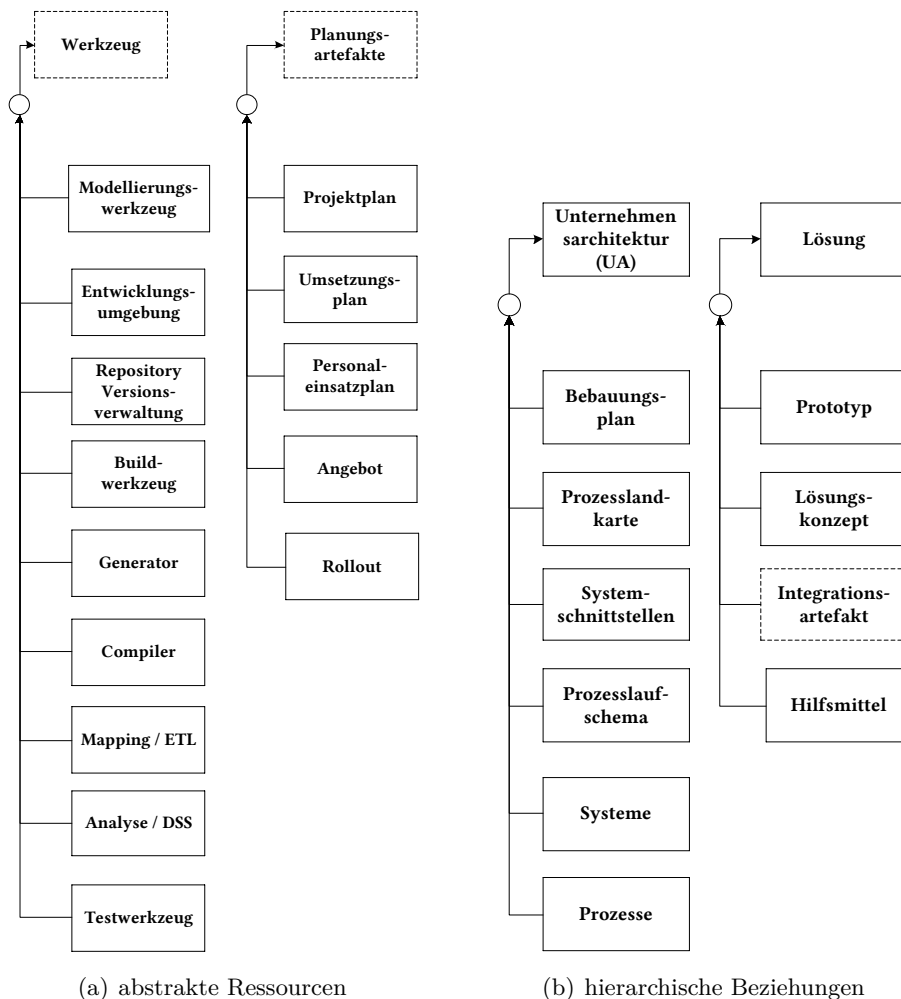 Werkzeug
Modellierungs-
werkzeug
Entwicklungs-
umgebung
Repository
Versions-
verwaltung
Build-
werkzeug
Generator
Compiler
Mapping / ETL
Analyse / DSS
Testwerkzeug
Planungs-
artefakte
Projektplan
Umsetzungs-
plan
Personal-
einsatzplan
Angebot
Rollout
(a) abstrakte Ressourcen
Unternehmen
sarchitektur
(UA)
Bebauungs-
plan
Prozessland-
karte
System-
schnittstellen
Prozesslauf-
schema
Systeme
Prozesse
Lösung
Prototyp
Lösungs-
konzept
Integrations-
artefakt
Hilfsmittel
(b) hierarchische Beziehungen